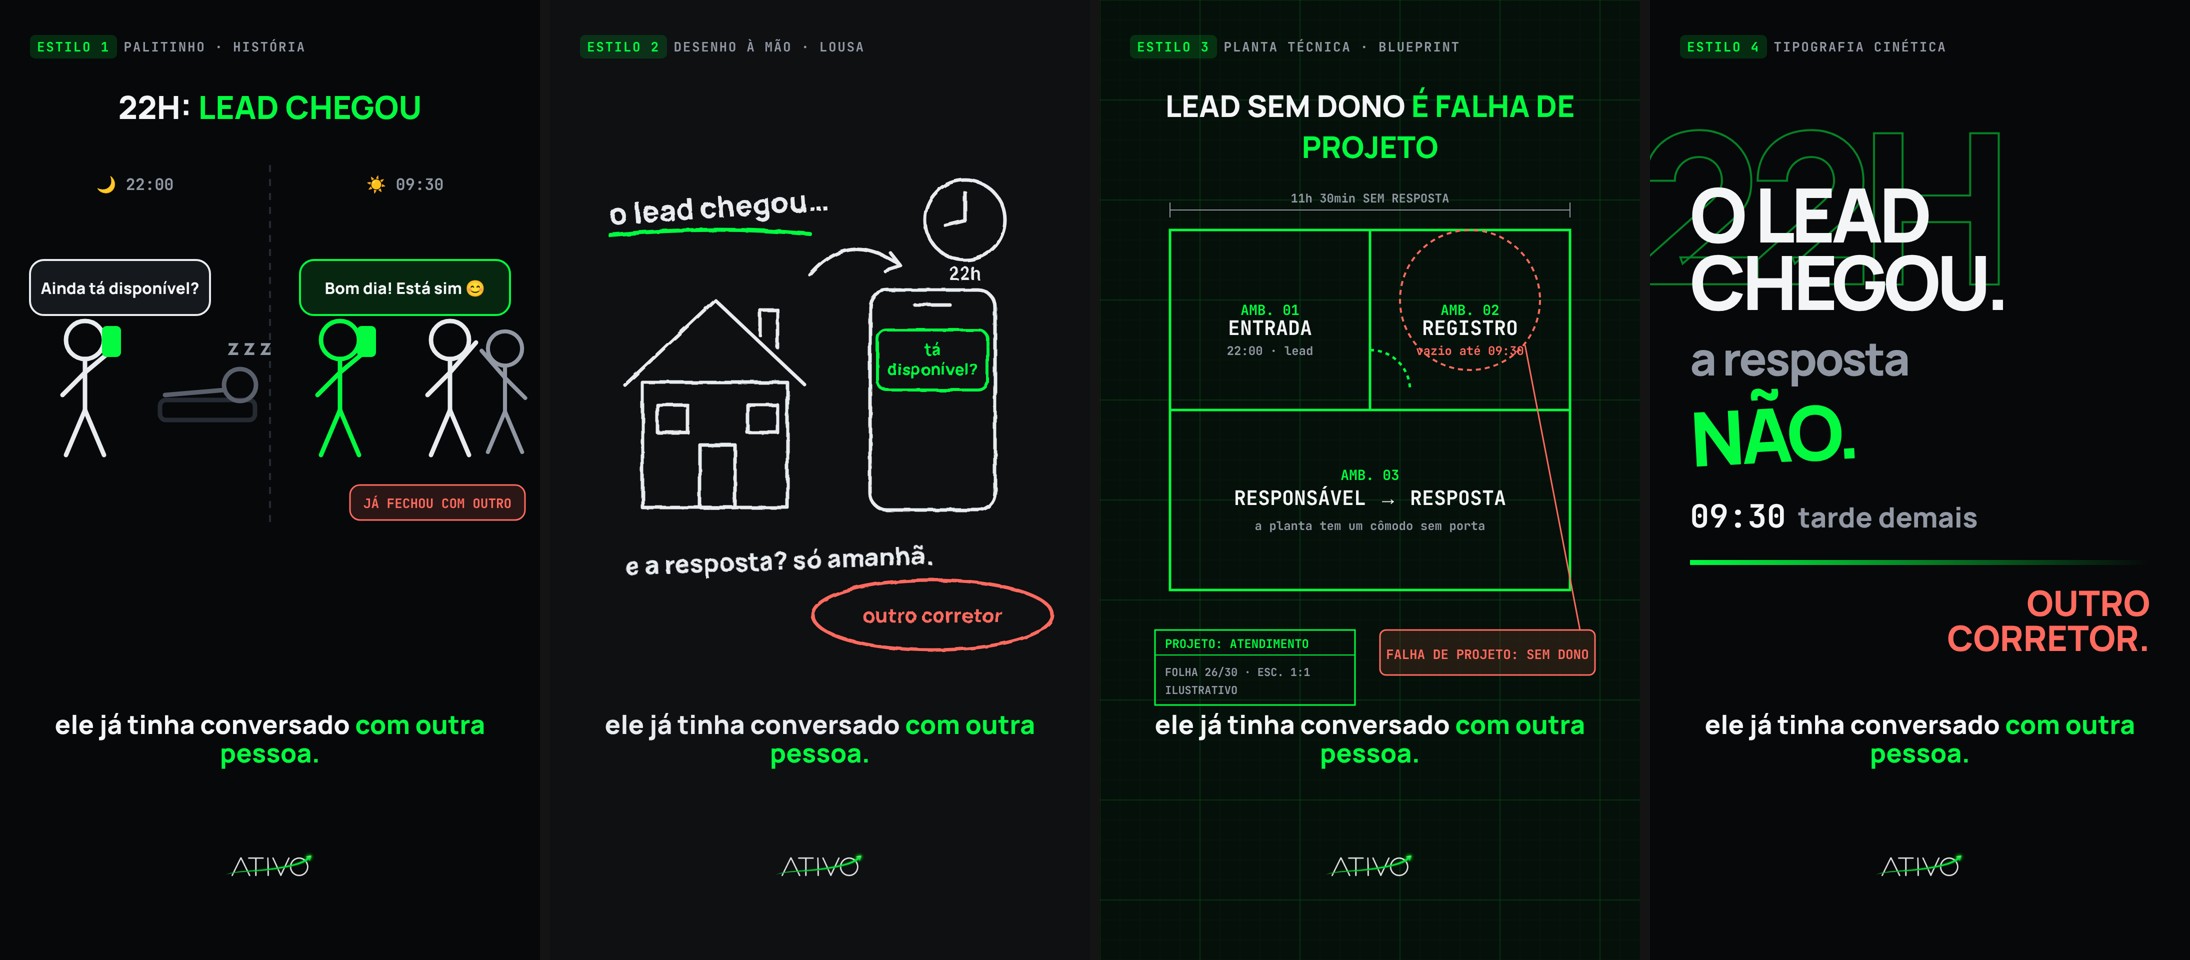 ESTILO 1 PALITINHO · HISTÓRIA
22H: LEAD CHEGOU
🌙 22:00
☀️ 09:30
Ainda tá disponível?
Bom dia! Está sim 😊
Z Z Z
JÁ FECHOU COM OUTRO
ele já tinha conversado com outra
pessoa.
ATIVO
ESTILO 2 DESENHO À MÃO · LOUSA
o lead chegou...
22h
tá
disponível?
e a resposta? só amanhã.
outro corretor
ele já tinha conversado com outra
pessoa.
ATIVO
ESTILO 3 PLANTA TÉCNICA · BLUEPRINT
LEAD SEM DONO É FALHA DE
PROJETO
11h 30min SEM RESPOSTA
AMB. 01
ENTRADA
22:00 · lead
AMB. 02
REGISTRO
vazio até 09:30
AMB. 03
RESPONSÁVEL → RESPOSTA
a planta tem um cômodo sem porta
PROJETO: ATENDIMENTO
FOLHA 26/30 · ESC. 1:1
ILUSTRATIVO
FALHA DE PROJETO: SEM DONO
ele já tinha conversado com outra
pessoa.
ATIVO
ESTILO 4 TIPOGRAFIA CINÉTICA
22H
O LEAD
CHEGOU.
a resposta
NÃO.
09:30 tarde demais
OUTRO
CORRETOR.
ele já tinha conversado com outra
pessoa.
ATIVO